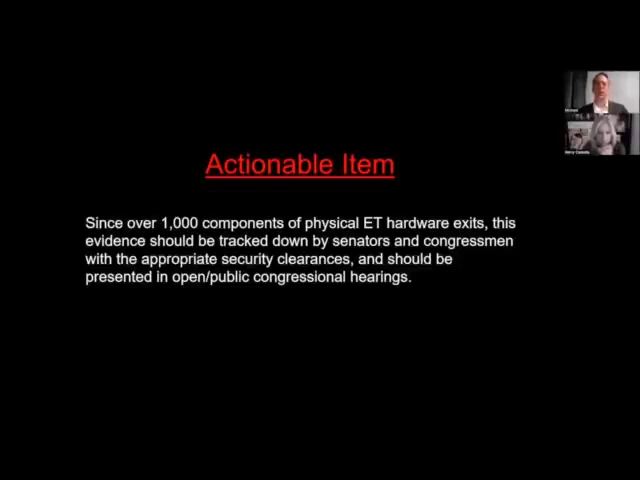 Actionable Item
Since over 1,000 components of physical ET hardware exits, this
evidence should be tracked down by senators and congressmen
with the appropriate security clearances, and should be
presented in open/public congressional hearings.